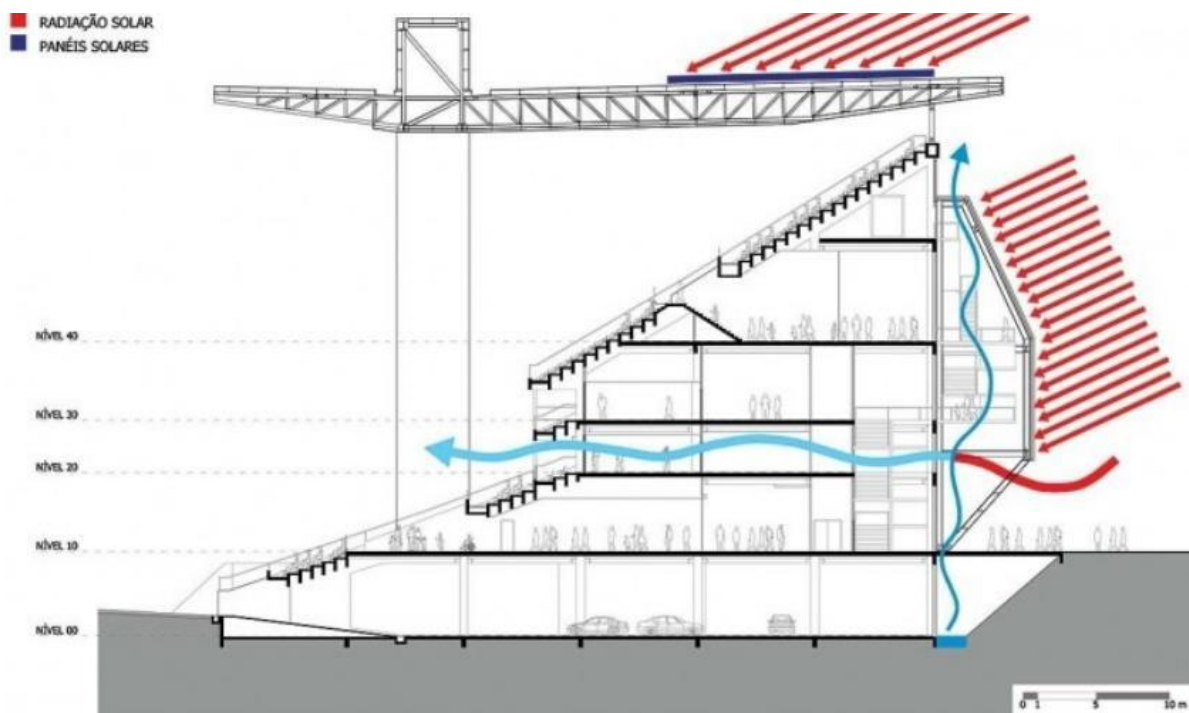 RADIAÇÃO SOLAR
PANÉIS SOLARES
NÍVEL 40
NÍVEL 30
NÍVEL 20
NÍVEL 10
NÍVEL 00
0 1 5 10 m